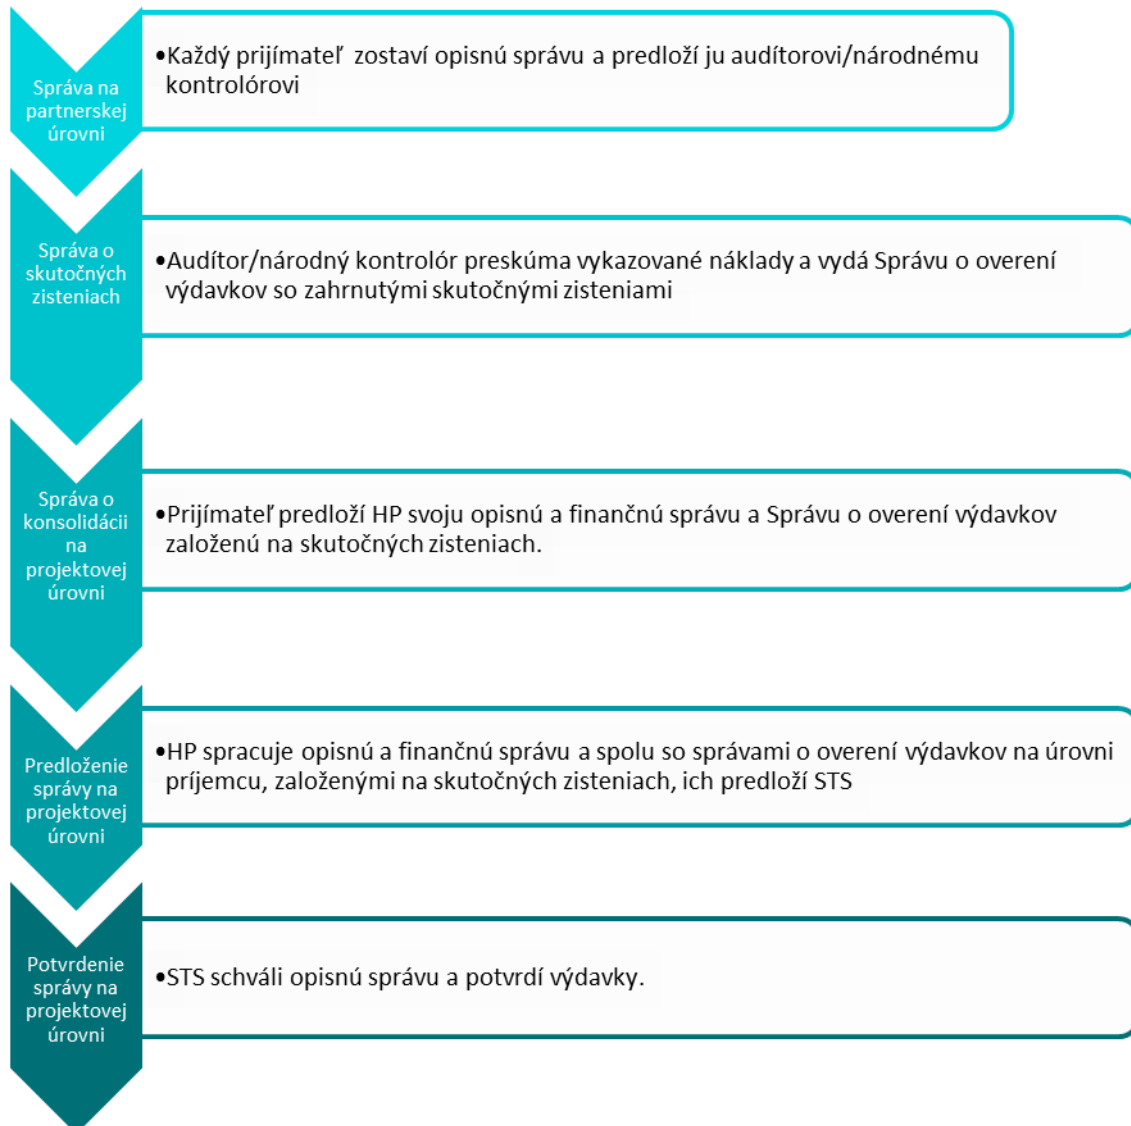 Správa na
partnerskej
úrovni
•Každý prijímateľ zostaví opisnú správu a predloží ju audítorovi/národnému
kontrolórovi
Správa o
skutočných
zisteniach
•Audítor/národný kontrolór preskúma vykazované náklady a vydá Správu o overení
výdavkov so zahrnutými skutočnými zisteniami
Správa o
konsolidácii
na
projektovej
úrovni
•Prijímateľ predloží HP svoju opisnú a finančnú správu a Správu o overení výdavkov
založenú na skutočných zisteniach.
Predloženie
správy na
projektovej
úrovni
•HP spracuje opisnú a finančnú správu a spolu so správami o overení výdavkov na úrovni
príjemcu, založenými na skutočných zisteniach, ich predloží STS
Potvrdenie
správy na
projektovej
úrovni
•STS schváli opisnú správu a potvrdí výdavky.